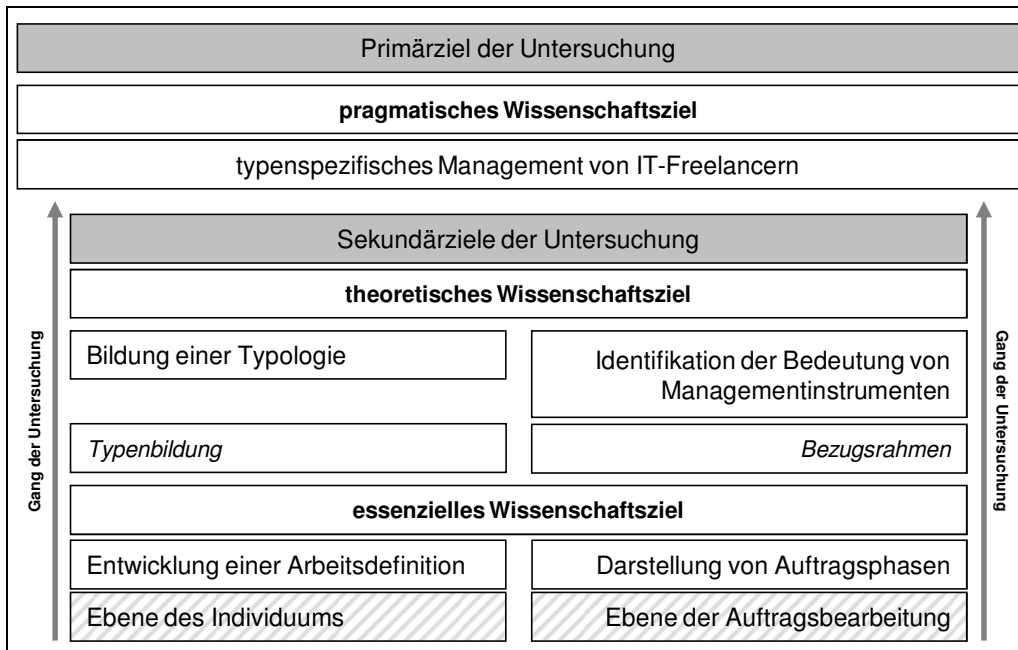 Primärziel der Untersuchung
pragmatisches Wissenschaftsziel
typenspezifisches Management von IT-Freelancern
Sekundärziele der Untersuchung
theoretisches Wissenschaftsziel
Gang der Untersuchung
Bildung einer Typologie
Identifikation der Bedeutung von
Managementinstrumenten
Gang der Untersuchung
Typenbildung
Bezugsrahmen
essenzielles Wissenschaftsziel
Entwicklung einer Arbeitsdefinition
Darstellung von Auftragsphasen
Ebene des Individuums
Ebene der Auftragsbearbeitung